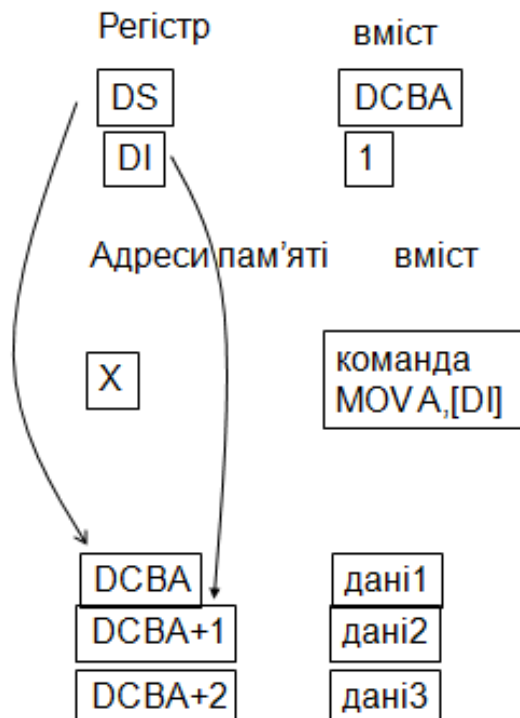 Регістр вміст
DS DCBA
DI 1
Адреси пам’яті вміст
X команда
MOV A,[DI]
DCBA дані1
DCBA+1 дані2
DCBA+2 дані3